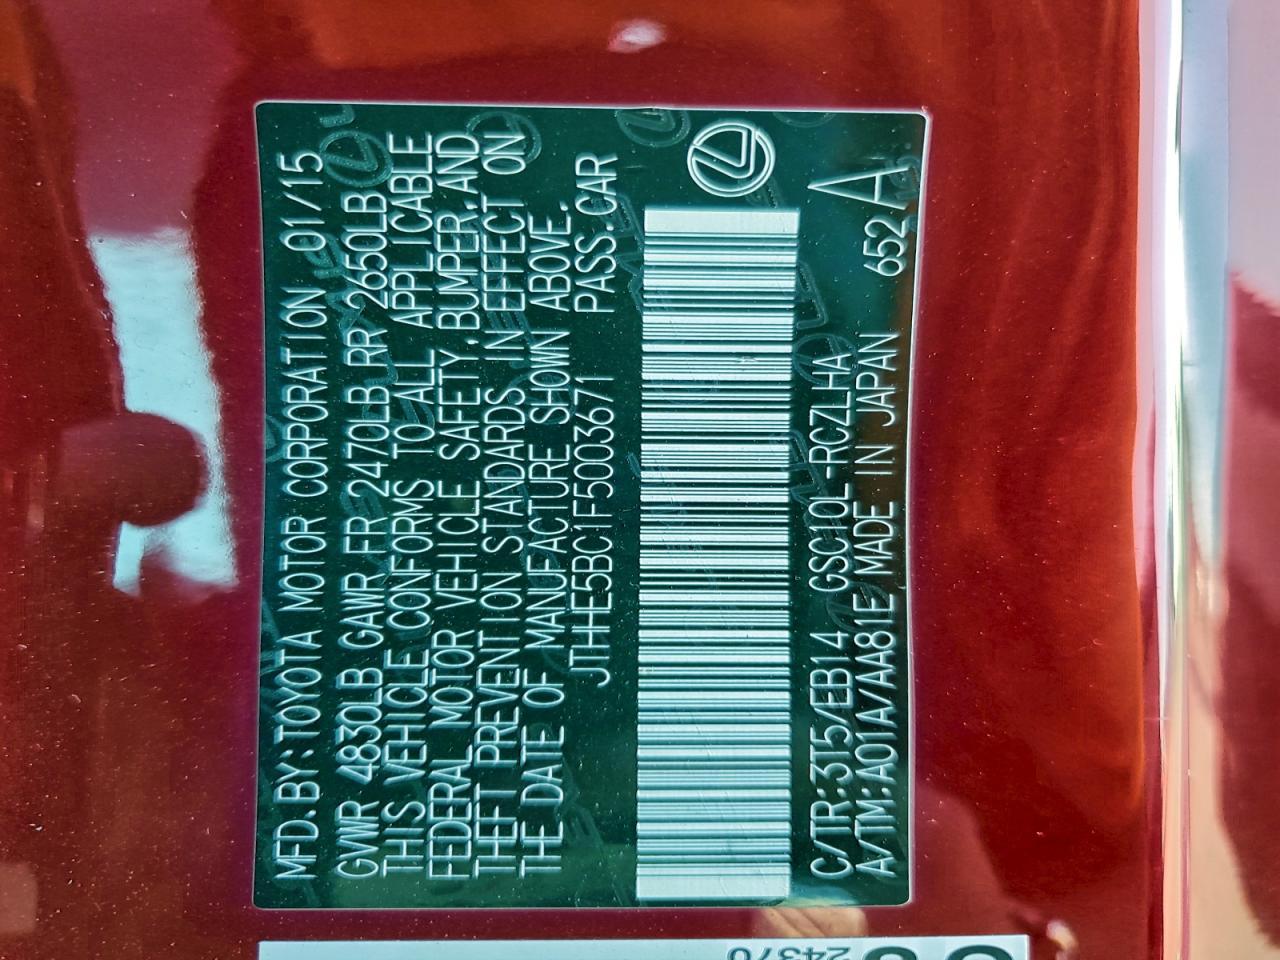 MFD.BY:TOYOTA MOTOR CORPORATION 01/15
GVWR 4830LB GAWR FR 2470LB RR 2650LB
THIS VEHICLE CONFORMS TO ALL APPLICABLE
FEDERAL MOTOR VEHICLE SAFETY,BUMPER,AND
THEFT PREVENTION STANDARDS IN EFFECT ON
THE DATE OF MANUFACTURE SHOWN ABOVE.
JTHHE5BC1F5003671 PASS.CAR
C/TR:3T5/EB14 GSC10L-RCZLHA
A/TM:A01A/AA81E MADE IN JAPAN 652 A
24370